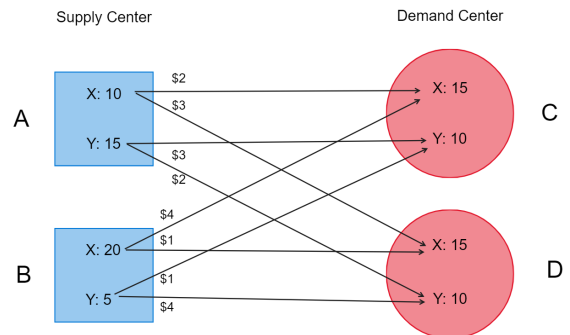 Supply Center
Demand Center
A
X: 10
Y: 15
$2
$3
$3
$2
X: 15
Y: 10
C
B
X: 20
Y: 5
$4
$1
$1
$4
X: 15
Y: 10
D